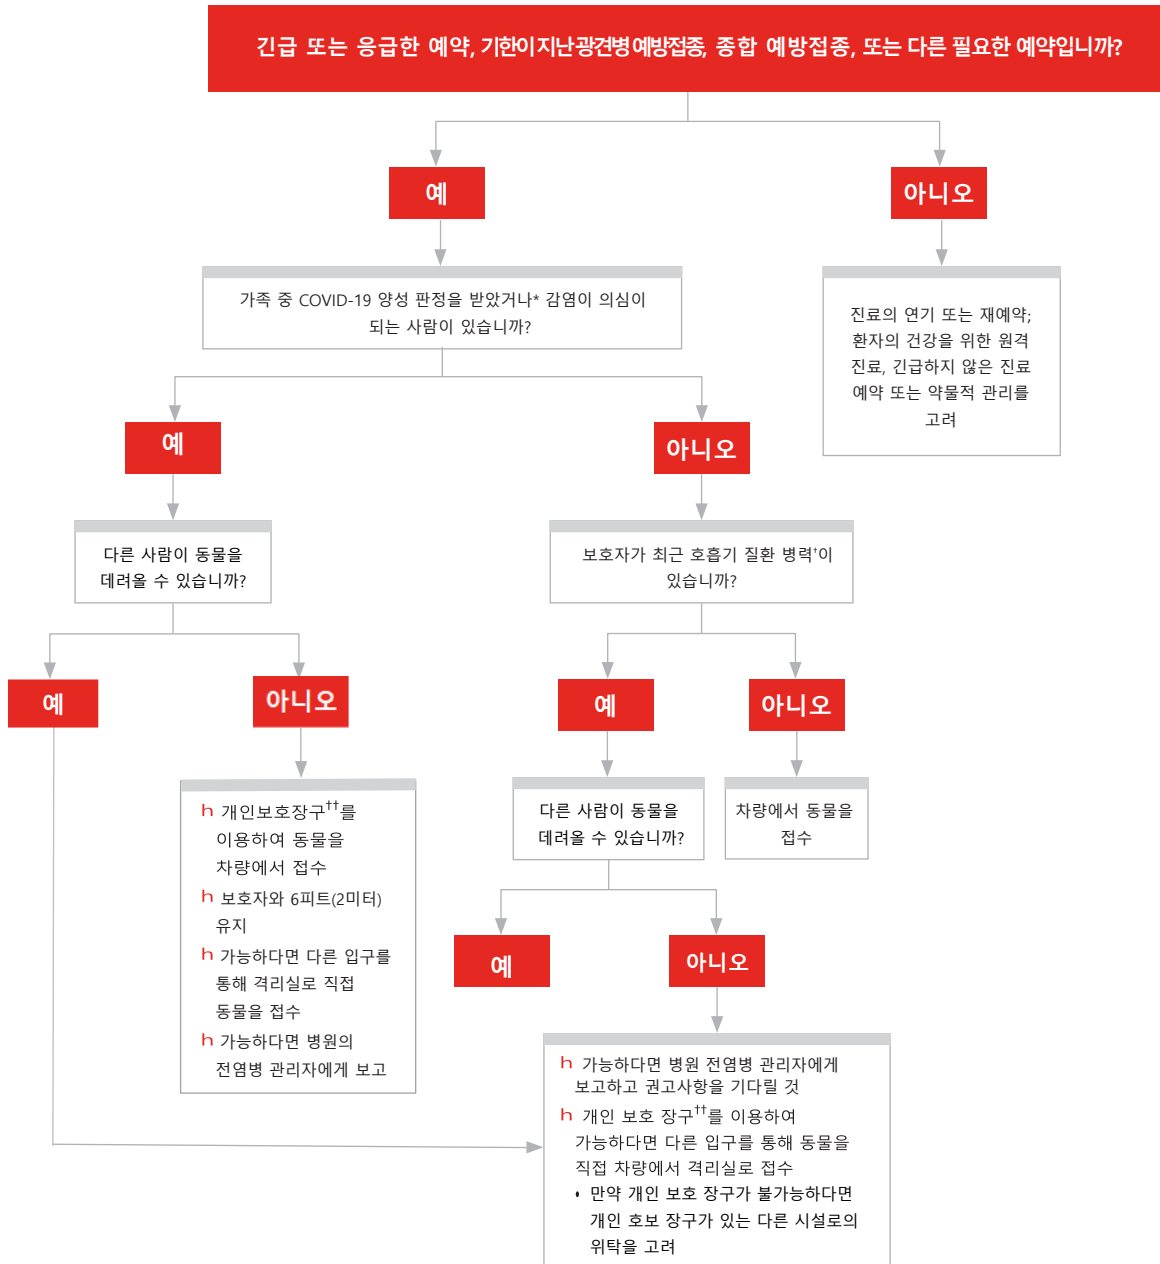 긴급 또는 응급한 예약, 기한이 지난 광견병 예방접종, 종합 예방접종, 또는 다른 필요한 예약입니까?
예
아니오
가족 중 COVID-19 양성 판정을 받았거나* 감염이 의심이
되는 사람이 있습니까?
진료의 연기 또는 재예약;
환자의 건강을 위한 원격
진료, 긴급하지 않은 진료
예약 또는 약물적 관리를
고려
예
아니오
다른 사람이 동물을
데려올 수 있습니까?
보호자가 최근 호흡기 질환 병력†이
있습니까?
예
아니오
예
아니오
h 개인보호장구††를
이용하여 동물을
차량에서 접수
h 보호자와 6피트(2미터)
유지
h 가능하다면 다른 입구를
통해 격리실로 직접
동물을 접수
h 가능하다면 병원의
전염병 관리자에게 보고
다른 사람이 동물을
데려올 수 있습니까?
차량에서 동물을
접수
예
아니오
h 가능하다면 병원 전염병 관리자에게
보고하고 권고사항을 기다릴 것
h 개인 보호 장구††를 이용하여
가능하다면 다른 입구를 통해 동물을
직접 차량에서 격리실로 접수
• 만약 개인 보호 장구가 불가능하다면
개인 호보 장구가 있는 다른 시설로의
위탁을 고려